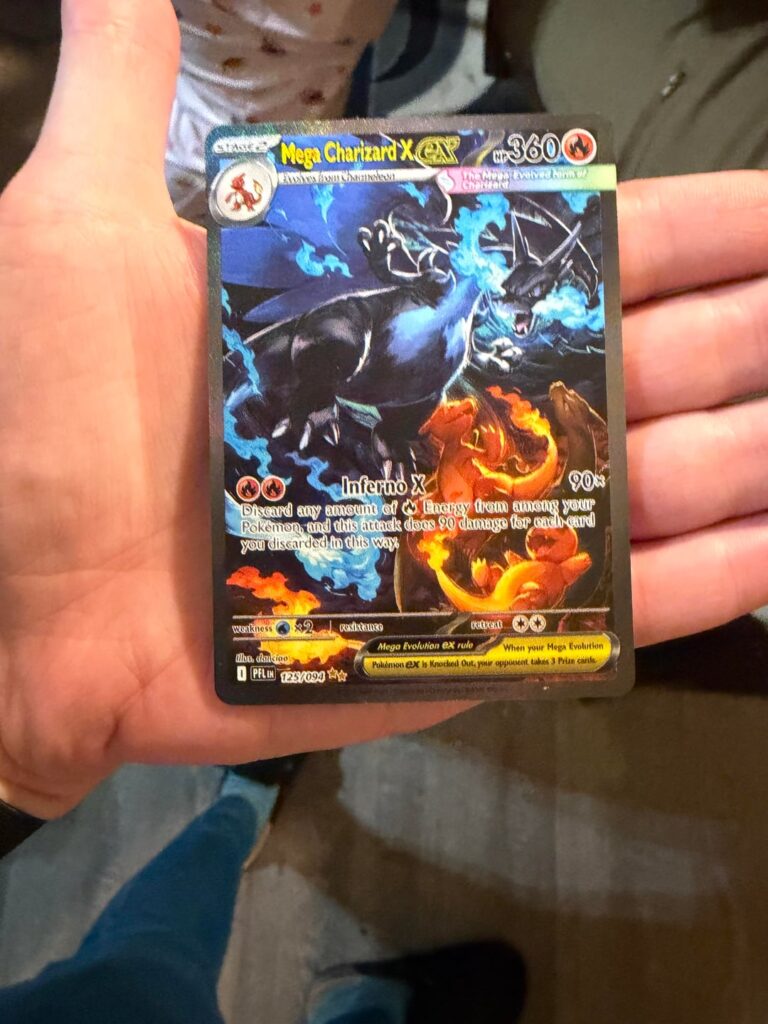 STAGE 2 Mega Charizard X ex HP 360
Evolves from Charmeleon The Mega-Evolved form of
Charizard
Inferno X 90×
Discard any amount of Energy from among your
Pokémon, and this attack does 90 damage for each card
you discarded in this way.
weakness ×2 resistance retreat
Mega Evolution ex rule When your Mega Evolution
Pokémon ex is Knocked Out, your opponent takes 3 Prize cards.
Illus. danciao
I PFL EN 125/094